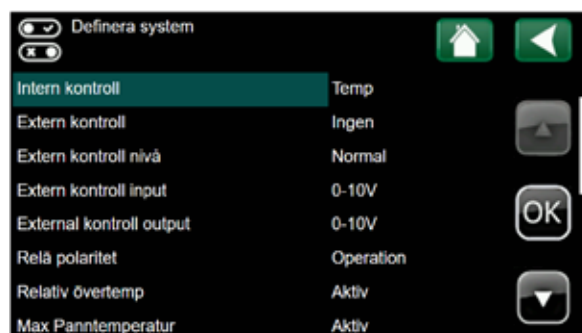 Definera system
Intern kontroll Temp
Extern kontroll Ingen
Extern kontroll nivå Normal
Extern kontroll input 0-10V
External kontroll output 0-10V
OK
Relä polaritet Operation
Relativ övertemp Aktiv
Max Panntemperatur Aktiv